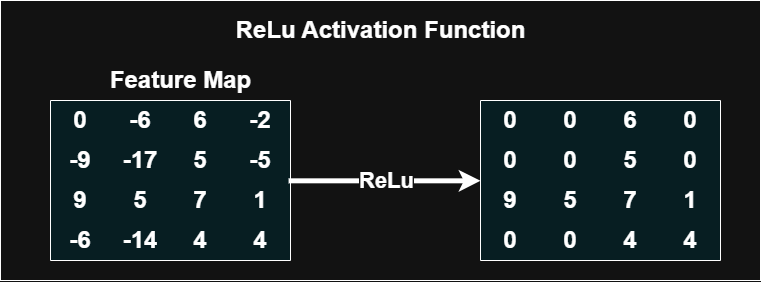 ReLu Activation Function
Feature Map
0 -6 6 -2
-9 -17 5 -5
9 5 7 1
-6 -14 4 4
ReLu
0 0 6 0
0 0 5 0
9 5 7 1
0 0 4 4